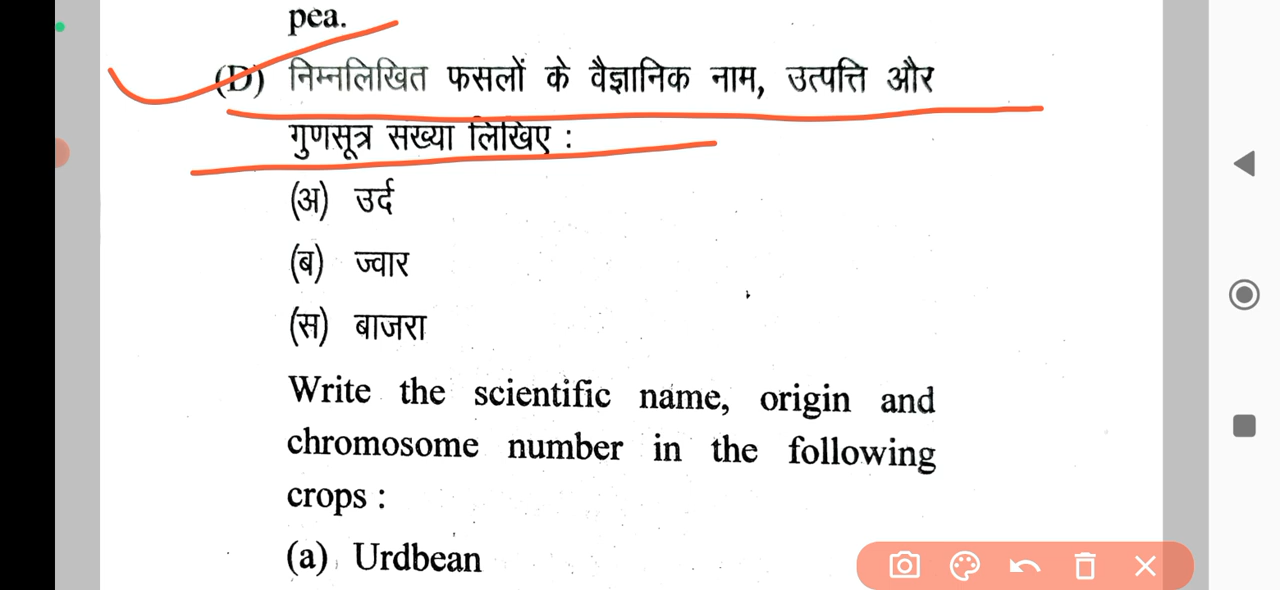 pea.
(D) निम्नलिखित फसलों के वैज्ञानिक नाम, उत्पत्ति और
गुणसूत्र सख्या लिखिए :
(अ) उर्द
(ब) ज्वार
(स) बाजरा
Write the scientific name, origin and
chromosome number in the following
crops :
(a) Urdbean